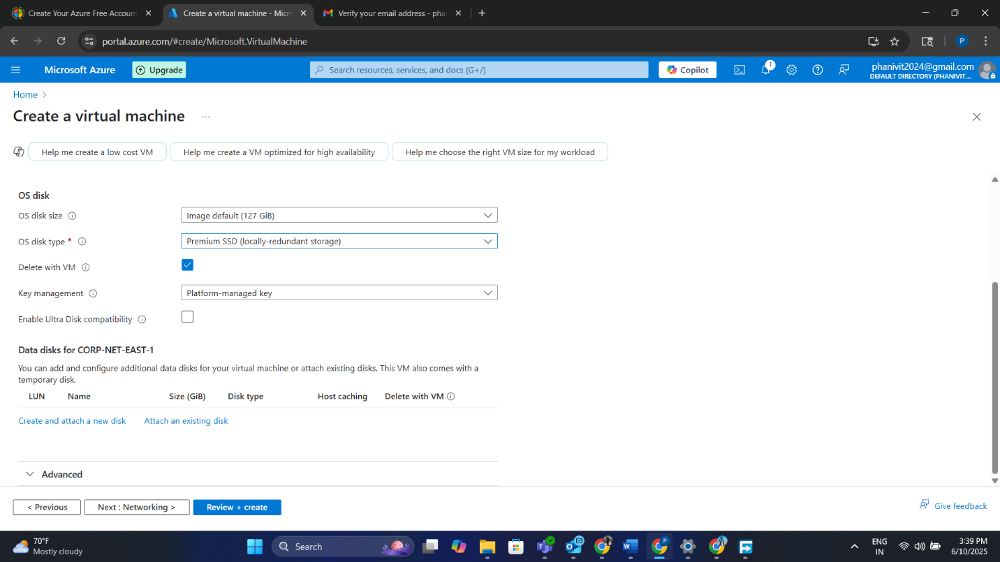 Create Your Azure Free Account
Create a virtual machine - Micro
Verify your email address - phan
portal.azure.com/#create/Microsoft.VirtualMachine
P
Microsoft Azure
Upgrade
Search resources, services, and docs (G+/)
Copilot
1
phanivit2024@gmail.com
DEFAULT DIRECTORY (PHANIVIT...
Home
Create a virtual machine
...
Help me create a low cost VM
Help me create a VM optimized for high availability
Help me choose the right VM size for my workload
OS disk
OS disk size
Image default (127 GiB)
OS disk type *
Premium SSD (locally-redundant storage)
Delete with VM
Key management
Platform-managed key
Enable Ultra Disk compatibility
Data disks for CORP-NET-EAST-1
You can add and configure additional data disks for your virtual machine or attach existing disks. This VM also comes with a
temporary disk.
LUN Name Size (GiB) Disk type Host caching Delete with VM
Create and attach a new disk Attach an existing disk
Advanced
< Previous
Next : Networking >
Review + create
Give feedback
70°F
Mostly cloudy
Search
ENG
IN
3:39 PM
6/10/2025